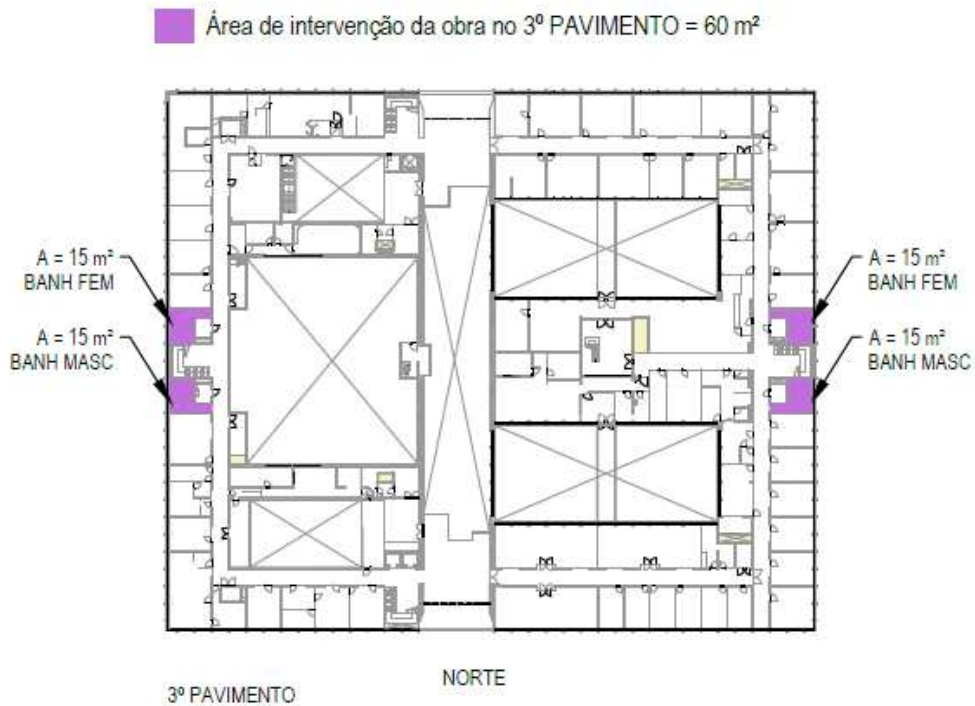 Área de intervenção da obra no 3º PAVIMENTO = 60 m²
A = 15 m²
BANH FEM
A = 15 m²
BANH MASC
A = 15 m²
BANH FEM
A = 15 m²
BANH MASC
NORTE
3º PAVIMENTO